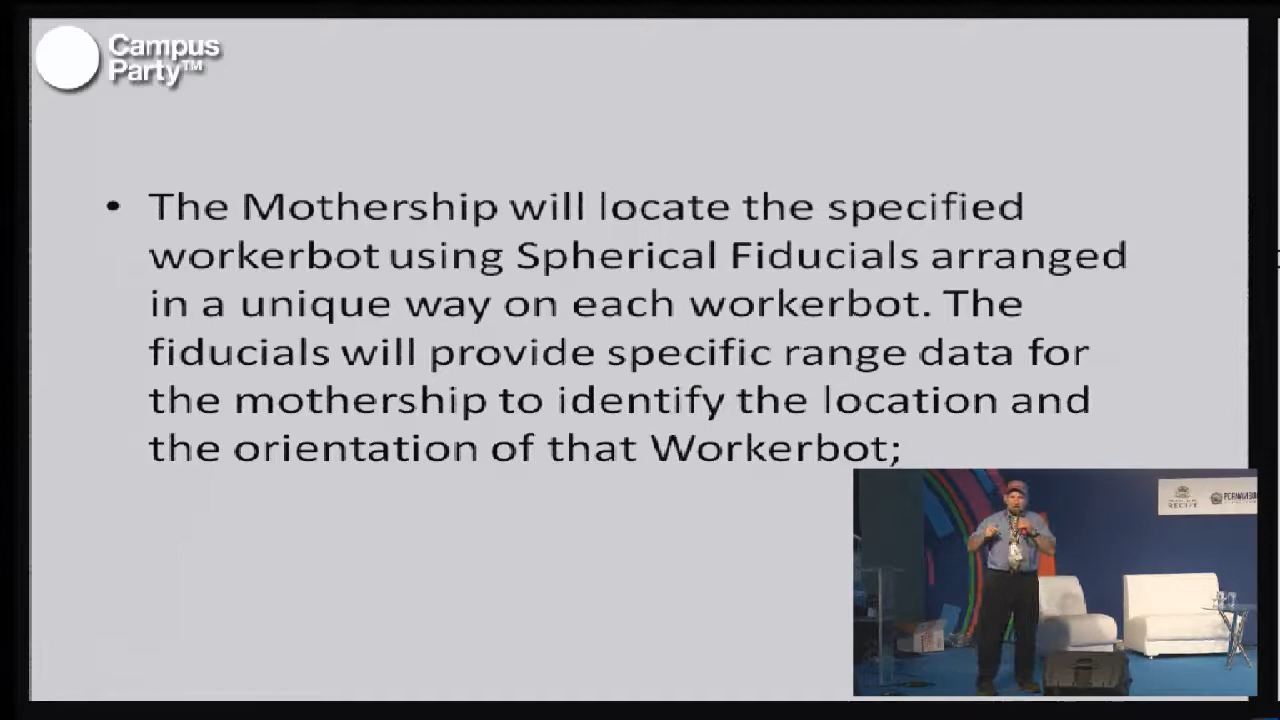 Campus
Party™
• The Mothership will locate the specified
workerbot using Spherical Fiducials arranged
in a unique way on each workerbot. The
fiducials will provide specific range data for
the mothership to identify the location and
the orientation of that Workerbot;
RECIFE